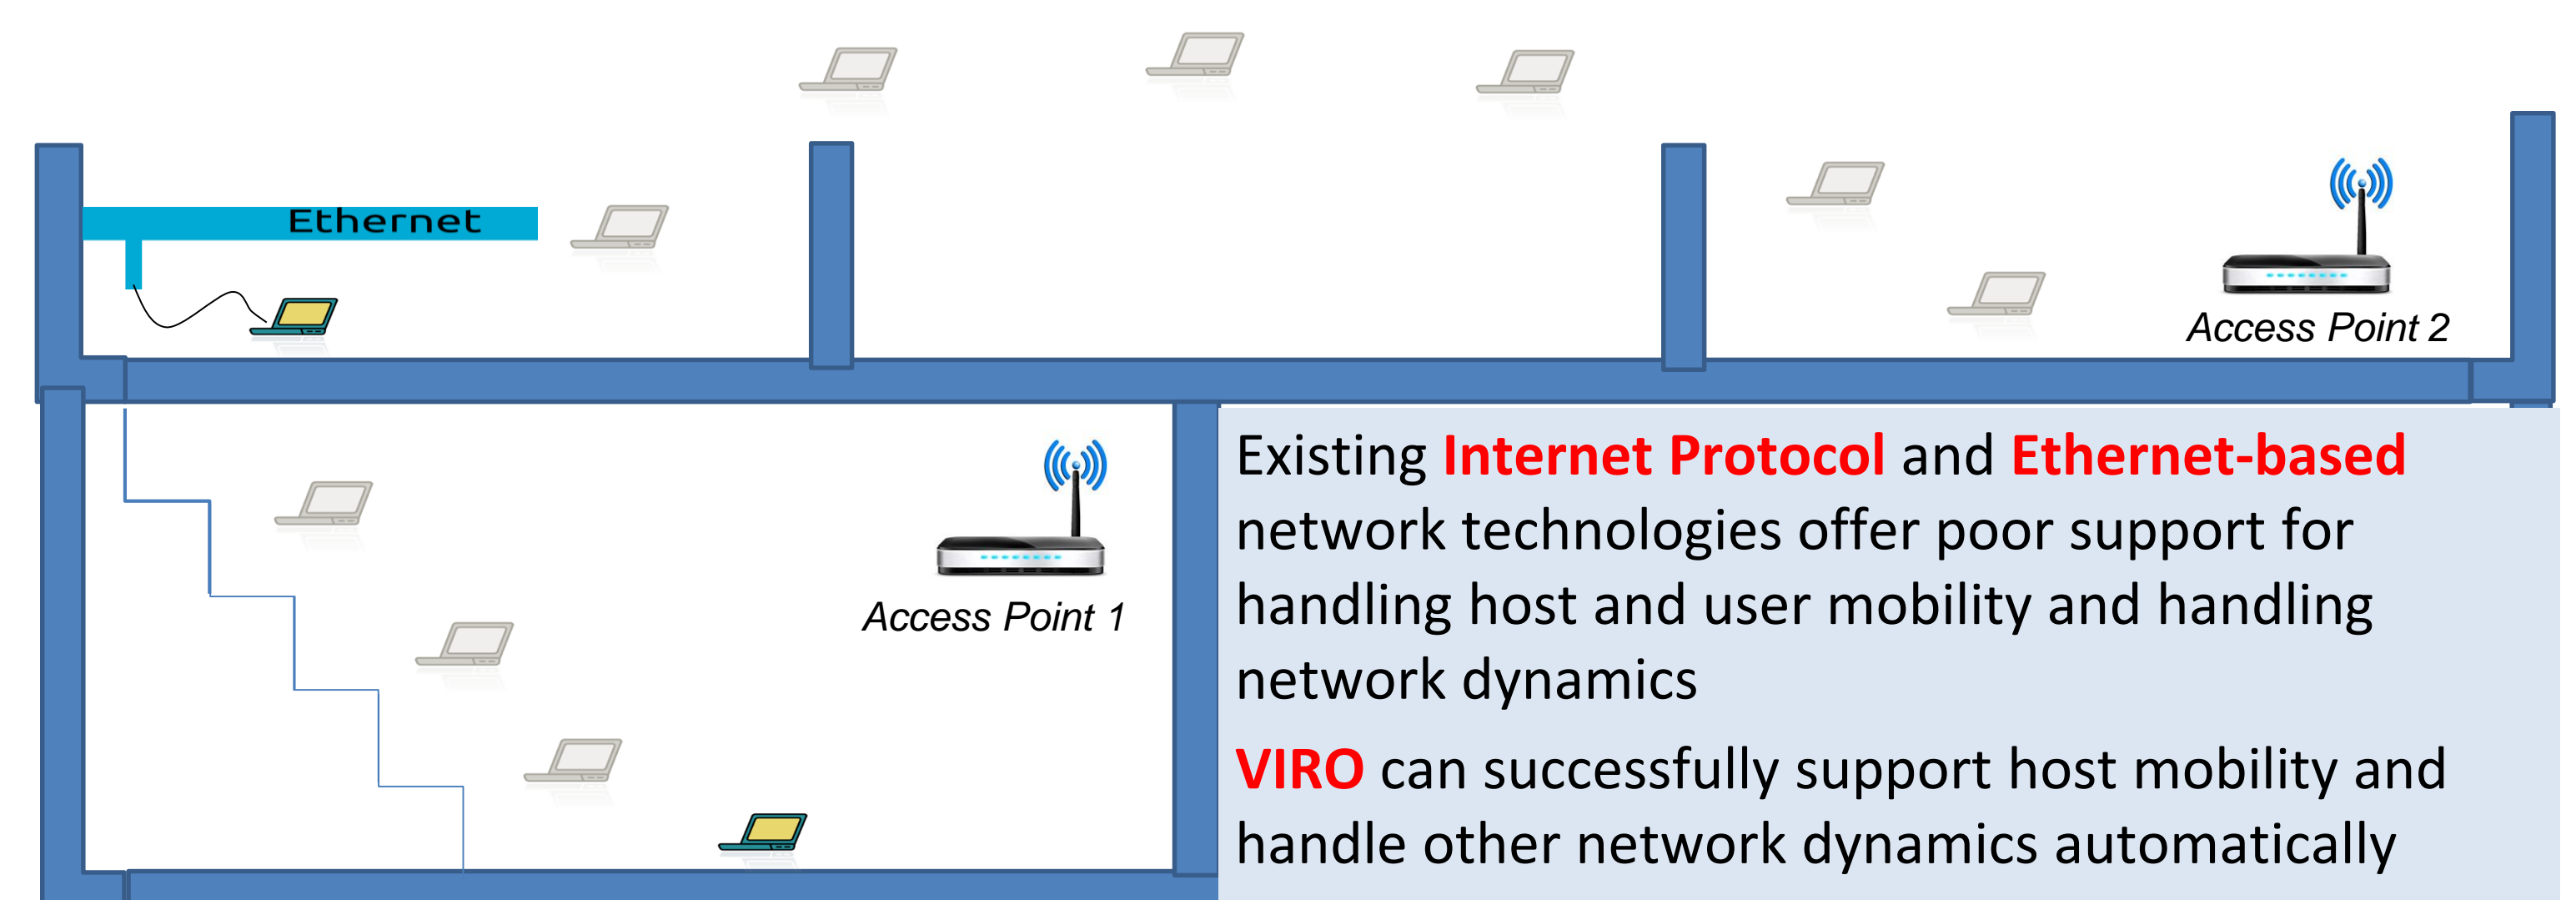 Ethernet
Access Point 2
Access Point 1
Existing Internet Protocol and Ethernet-based
network technologies offer poor support for
handling host and user mobility and handling
network dynamics
VIRO can successfully support host mobility and
handle other network dynamics automatically